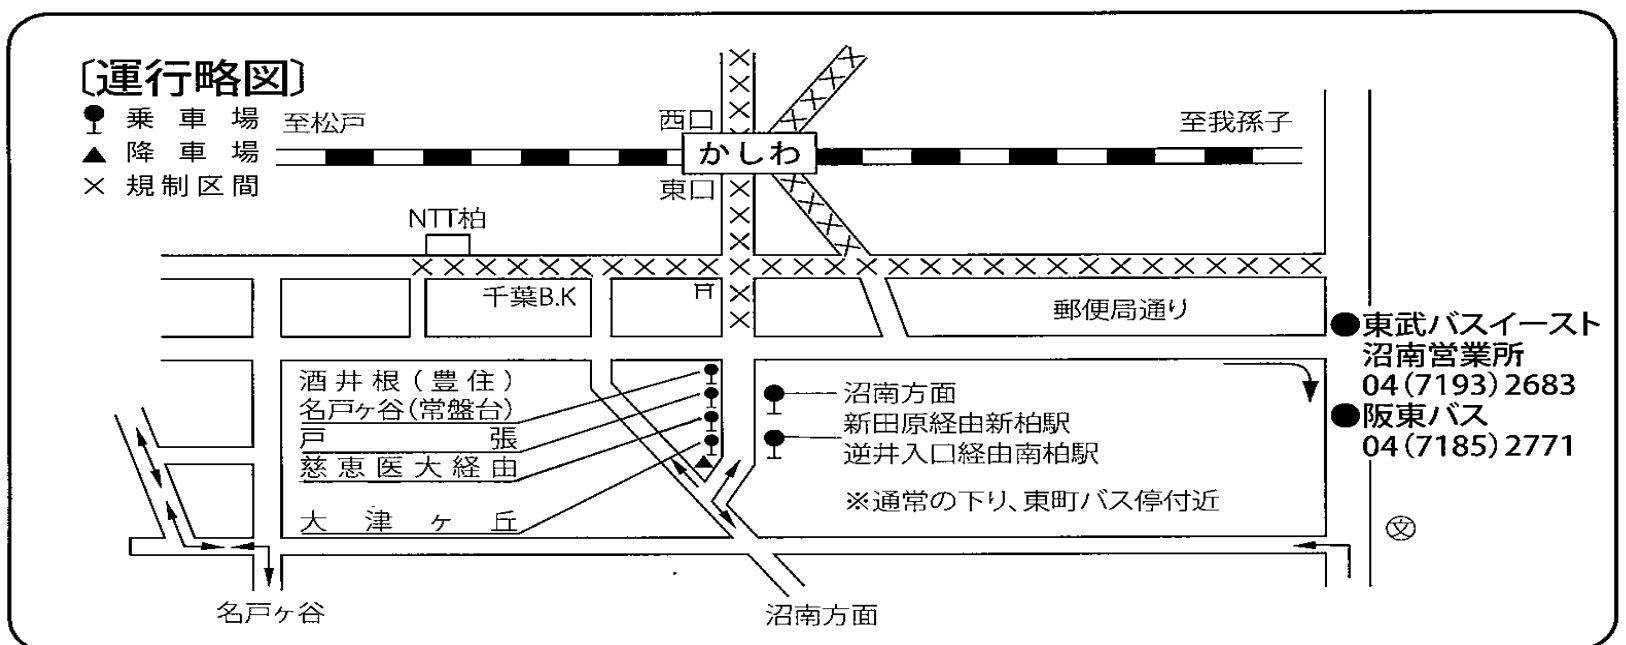 〔運行略図〕
乗車場
降車場
規制区間
至松戸
西口
至我孫子
かしわ
東口
NTT柏
千葉B.K
郵便局通り
東武バスイースト
沼南営業所
04(7193)2683
阪東バス
04(7185)2771
酒井根(豊住)
名戸ヶ谷(常盤台)
戸張
慈恵医大経由
大津ヶ丘
沼南方面
新田原経由新柏駅
逆井入口経由南柏駅
※通常の下り、東町バス停付近
文
名戸ヶ谷
沼南方面